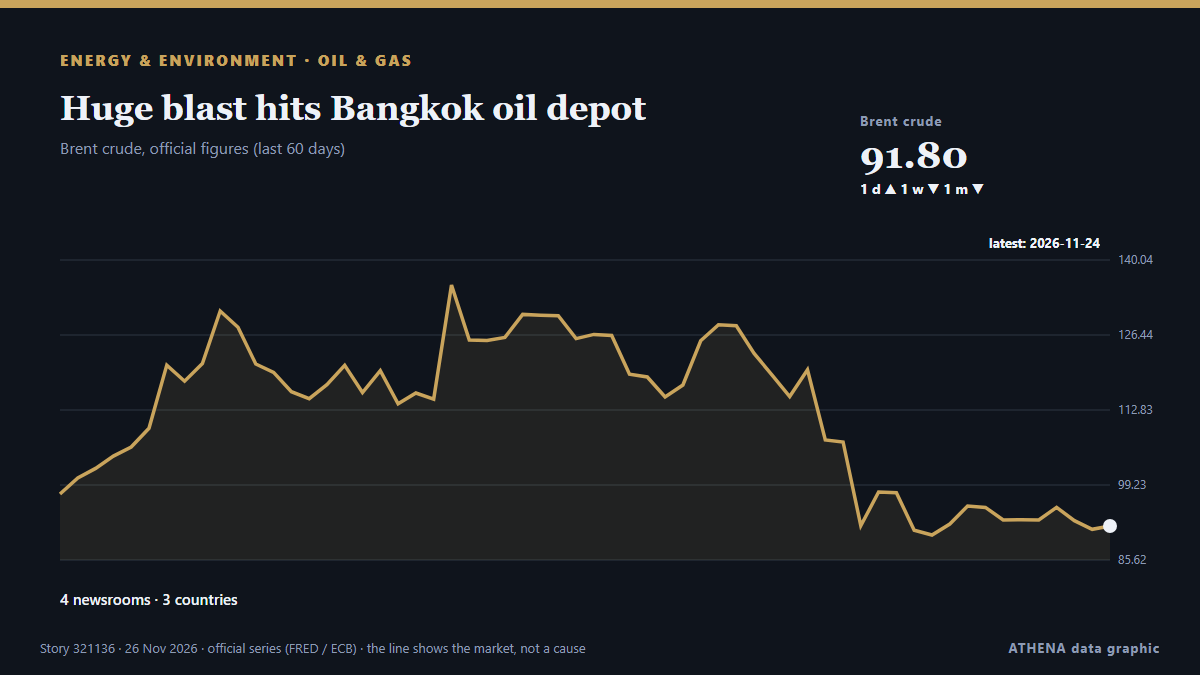 ENERGY & ENVIRONMENT · OIL & GAS
Huge blast hits Bangkok oil depot
Brent crude, official figures (last 60 days)
Brent crude
91.80
1 d ▲ 1 w ▼ 1 m ▼
latest: 2026-11-24
140.04
126.44
112.83
99.23
85.62
4 newsrooms · 3 countries
Story 321136 · 26 Nov 2026 · official series (FRED / ECB) · the line shows the market, not a cause
ATHENA data graphic